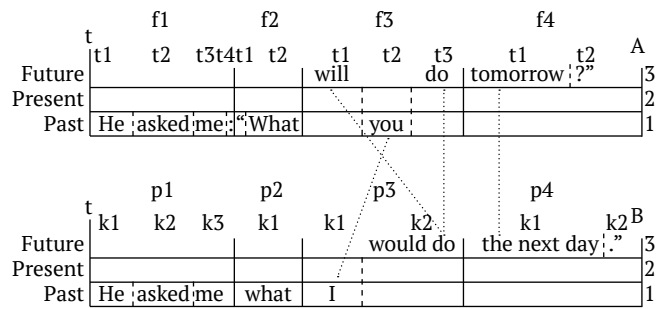 f1 f2 f3 f4
t
t1 t2 t3t4t1 t2 t1 t2 t3 t1 t2 A
Future will do tomorrow ?” 3
Present 2
Past He asked me :“ What you 1
p1 p2 p3 p4
t
k1 k2 k3 k1 k1 k2 k1 k2 B
Future would do the next day .” 3
Present 2
Past He asked me what I 1